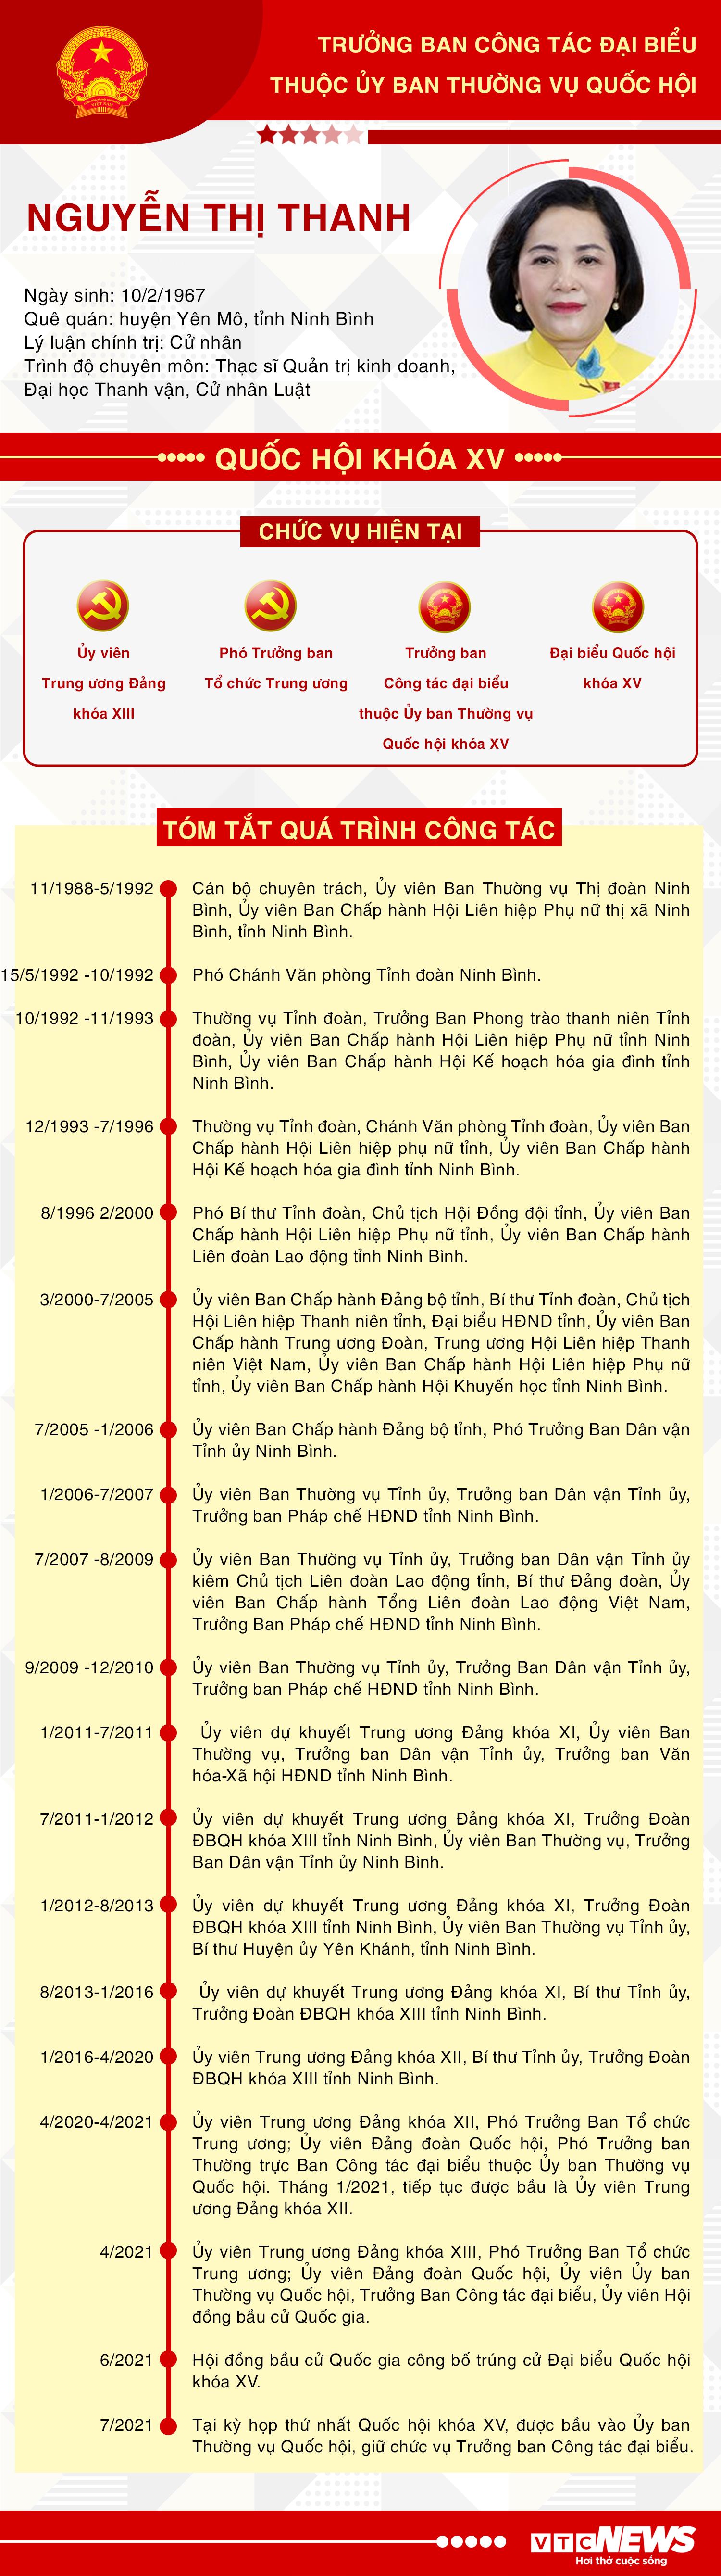 TRƯỞNG BAN CÔNG TÁC ĐẠI BIỂU
THUỘC ỦY BAN THƯỜNG VỤ QUỐC HỘI
NGUYỄN THỊ THANH
Ngày sinh: 10/2/1967
Quê quán: huyện Yên Mô, tỉnh Ninh Bình
Lý luận chính trị: Cử nhân
Trình độ chuyên môn: Thạc sĩ Quản trị kinh doanh,
Đại học Thanh vận, Cử nhân Luật
QUỐC HỘI KHÓA XV
CHỨC VỤ HIỆN TẠI
Ủy viên
Trung ương Đảng
khóa XIII
Phó Trưởng ban
Tổ chức Trung ương
Trưởng ban
Công tác đại biểu
thuộc Ủy ban Thường vụ
Quốc hội khóa XV
Đại biểu Quốc hội
khóa XV
TÓM TẮT QUÁ TRÌNH CÔNG TÁC
11/1988-5/1992
Cán bộ chuyên trách, Ủy viên Ban Thường vụ Thị đoàn Ninh
Bình, Ủy viên Ban Chấp hành Hội Liên hiệp Phụ nữ thị xã Ninh
Bình, tỉnh Ninh Bình.
15/5/1992 -10/1992
Phó Chánh Văn phòng Tỉnh đoàn Ninh Bình.
10/1992 -11/1993
Thường vụ Tỉnh đoàn, Trưởng Ban Phong trào thanh niên Tỉnh
đoàn, Ủy viên Ban Chấp hành Hội Liên hiệp Phụ nữ tỉnh Ninh
Bình, Ủy viên Ban Chấp hành Hội Kế hoạch hóa gia đình tỉnh
Ninh Bình.
12/1993 -7/1996
Thường vụ Tỉnh đoàn, Chánh Văn phòng Tỉnh đoàn, Ủy viên Ban
Chấp hành Hội Liên hiệp phụ nữ tỉnh, Ủy viên Ban Chấp hành
Hội Kế hoạch hóa gia đình tỉnh Ninh Bình.
8/1996 2/2000
Phó Bí thư Tỉnh đoàn, Chủ tịch Hội Đồng đội tỉnh, Ủy viên Ban
Chấp hành Hội Liên hiệp Phụ nữ tỉnh, Ủy viên Ban Chấp hành
Liên đoàn Lao động tỉnh Ninh Bình.
3/2000-7/2005
Ủy viên Ban Chấp hành Đảng bộ tỉnh, Bí thư Tỉnh đoàn, Chủ tịch
Hội Liên hiệp Thanh niên tỉnh, Đại biểu HĐND tỉnh, Ủy viên Ban
Chấp hành Trung ương Đoàn, Trung ương Hội Liên hiệp Thanh
niên Việt Nam, Ủy viên Ban Chấp hành Hội Liên hiệp Phụ nữ
tỉnh, Ủy viên Ban Chấp hành Hội Khuyến học tỉnh Ninh Bình.
7/2005 -1/2006
Ủy viên Ban Chấp hành Đảng bộ tỉnh, Phó Trưởng Ban Dân vận
Tỉnh ủy Ninh Bình.
1/2006-7/2007
Ủy viên Ban Thường vụ Tỉnh ủy, Trưởng ban Dân vận Tỉnh ủy,
Trưởng ban Pháp chế HĐND tỉnh Ninh Bình.
7/2007 -8/2009
Ủy viên Ban Thường vụ Tỉnh ủy, Trưởng ban Dân vận Tỉnh ủy
kiêm Chủ tịch Liên đoàn Lao động tỉnh, Bí thư Đảng đoàn, Ủy
viên Ban Chấp hành Tổng Liên đoàn Lao động Việt Nam,
Trưởng Ban Pháp chế HĐND tỉnh Ninh Bình.
9/2009 -12/2010
Ủy viên Ban Thường vụ Tỉnh ủy, Trưởng Ban Dân vận Tỉnh ủy,
Trưởng ban Pháp chế HĐND tỉnh Ninh Bình.
1/2011-7/2011
Ủy viên dự khuyết Trung ương Đảng khóa XI, Ủy viên Ban
Thường vụ, Trưởng ban Dân vận Tỉnh ủy, Trưởng ban Văn
hóa-Xã hội HĐND tỉnh Ninh Bình.
7/2011-1/2012
Ủy viên dự khuyết Trung ương Đảng khóa XI, Trưởng Đoàn
ĐBQH khóa XIII tỉnh Ninh Bình, Ủy viên Ban Thường vụ, Trưởng
Ban Dân vận Tỉnh ủy Ninh Bình.
1/2012-8/2013
Ủy viên dự khuyết Trung ương Đảng khóa XI, Trưởng Đoàn
ĐBQH khóa XIII tỉnh Ninh Bình, Ủy viên Ban Thường vụ Tỉnh ủy,
Bí thư Huyện ủy Yên Khánh, tỉnh Ninh Bình.
8/2013-1/2016
Ủy viên dự khuyết Trung ương Đảng khóa XI, Bí thư Tỉnh ủy,
Trưởng Đoàn ĐBQH khóa XIII tỉnh Ninh Bình.
1/2016-4/2020
Ủy viên Trung ương Đảng khóa XII, Bí thư Tỉnh ủy, Trưởng Đoàn
ĐBQH khóa XIII tỉnh Ninh Bình.
4/2020-4/2021
Ủy viên Trung ương Đảng khóa XII, Phó Trưởng Ban Tổ chức
Trung ương; Ủy viên Đảng đoàn Quốc hội, Phó Trưởng ban
Thường trực Ban Công tác đại biểu thuộc Ủy ban Thường vụ
Quốc hội. Tháng 1/2021, tiếp tục được bầu là Ủy viên Trung
ương Đảng khóa XII.
4/2021
Ủy viên Trung ương Đảng khóa XIII, Phó Trưởng Ban Tổ chức
Trung ương; Ủy viên Đảng đoàn Quốc hội, Ủy viên Ủy ban
Thường vụ Quốc hội, Trưởng Ban Công tác đại biểu, Ủy viên Hội
đồng bầu cử Quốc gia.
6/2021
Hội đồng bầu cử Quốc gia công bố trúng cử Đại biểu Quốc hội
khóa XV.
7/2021
Tại kỳ họp thứ nhất Quốc hội khóa XV, được bầu vào Ủy ban
Thường vụ Quốc hội, giữ chức vụ Trưởng ban Công tác đại biểu.
VTC NEWS
Hơi thở cuộc sống